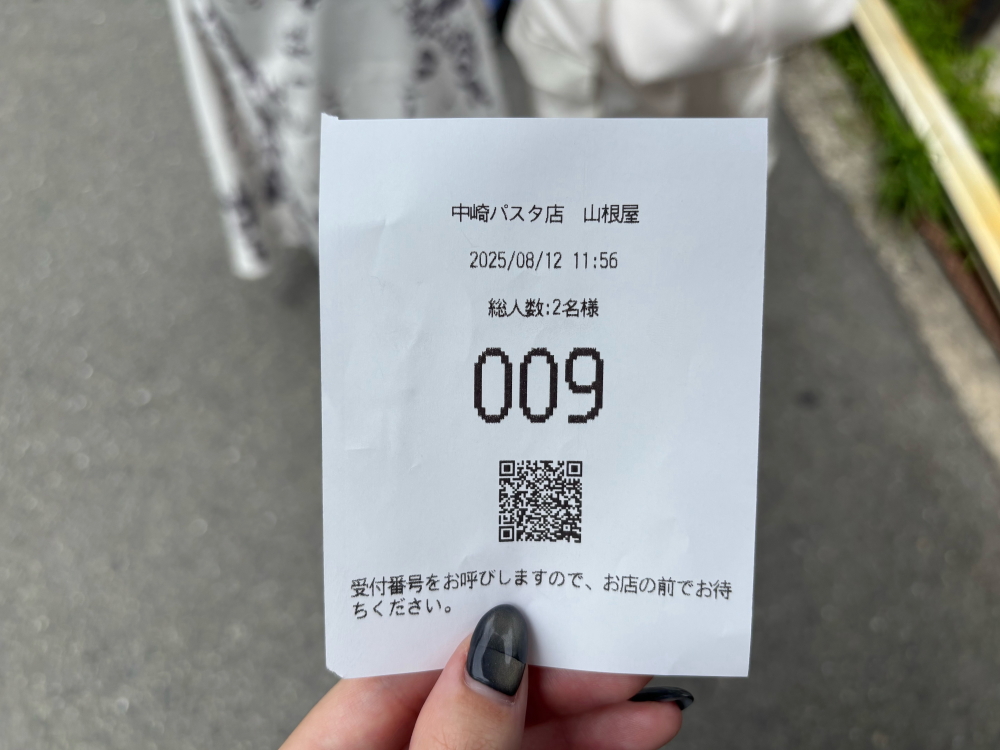 中崎パスタ店　山根屋
2025/08/12 11:56
総人数:2名様
009
受付番号をお呼びしますので、お店の前でお待
ちください。